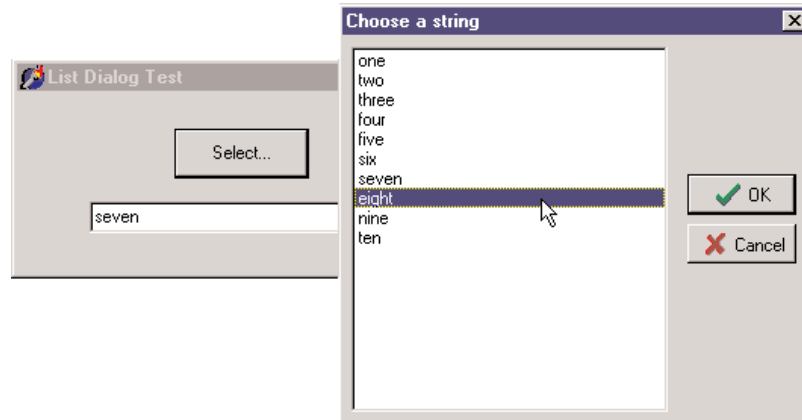 List Dialog Test
Select...
seven
Choose a string
one
two
three
four
five
six
seven
eight
nine
ten
OK
Cancel